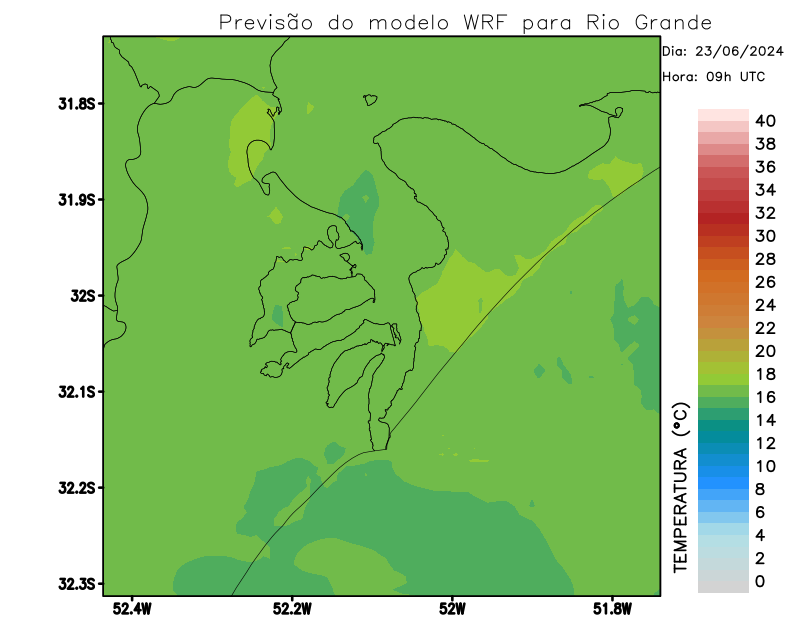 Previsão do modelo WRF para Rio Grande
Dia: 23/06/2024
Hora: 09h UTC
31.8S
31.9S
32S
32.1S
32.2S
32.3S
52.4W
52.2W
52W
51.8W
TEMPERATURA (°C)
40
38
36
34
32
30
28
26
24
22
20
18
16
14
12
10
8
6
4
2
0